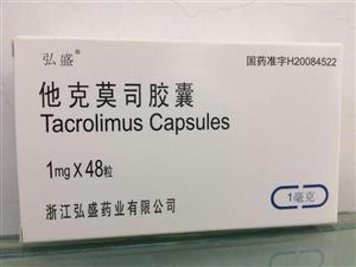 弘盛®
国药准字H20084522
他克莫司胶囊
Tacrolimus Capsules
1mg X 48粒
1毫克
浙江弘盛药业有限公司